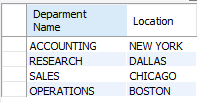 Deparment Name Location
ACCOUNTING NEW YORK
RESEARCH DALLAS
SALES CHICAGO
OPERATIONS BOSTON